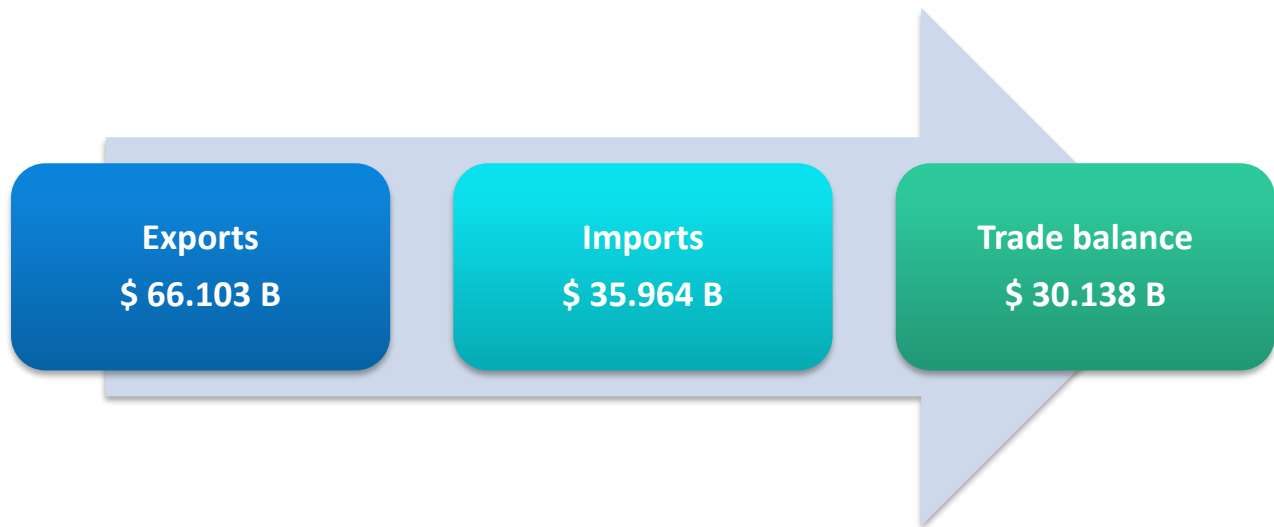 Exports
$ 66.103 B
Imports
$ 35.964 B
Trade balance
$ 30.138 B